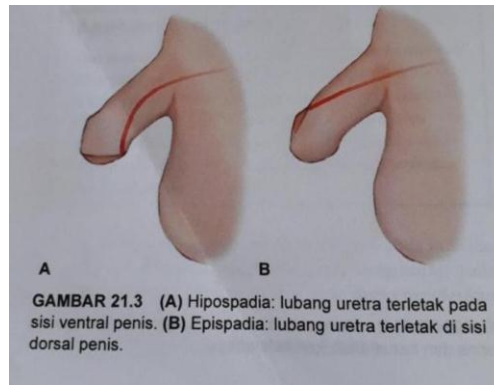 A B
GAMBAR 21.3 (A) Hipospadia: lubang uretra terletak pada
sisi ventral penis. (B) Epispadia: lubang uretra terletak di sisi
dorsal penis.